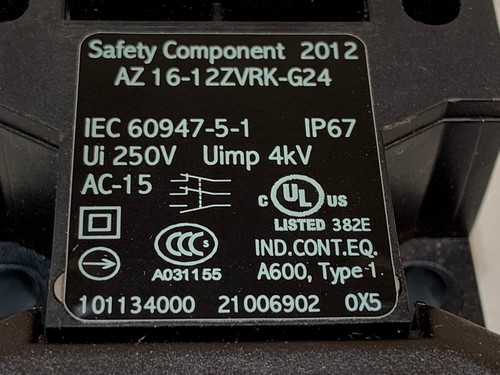 Safety Component 2012
AZ 16-12ZVRK-G24
IEC 60947-5-1 IP67
Ui 250V Uimp 4kV
AC-15
C UL US
LISTED 382E
CCC S
A031155
IND.CONT.EQ.
A600, Type 1
101134000 21006902 0X5